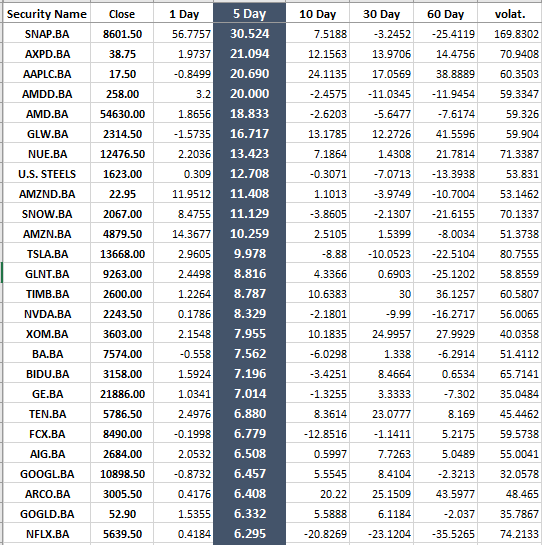 Security Name Close 1 Day 5 Day 10 Day 30 Day 60 Day volat.
SNAP.BA 8601.50 56.7757 30.524 7.5188 -3.2452 -25.4119 169.8302
AXPD.BA 38.75 1.9737 21.094 12.1563 13.9706 14.4756 70.9408
AAPLC.BA 17.50 -0.8499 20.690 24.1135 17.0569 38.8889 60.3503
AMDD.BA 258.00 3.2 20.000 -2.4575 -11.0345 -11.9454 59.3347
AMD.BA 54630.00 1.8656 18.833 -2.6203 -5.6477 -7.6174 59.326
GLW.BA 2314.50 -1.5735 16.717 13.1785 12.2726 41.5596 59.904
NUE.BA 12476.50 2.2036 13.423 7.1864 1.4308 21.7814 71.3387
U.S. STEELS 1623.00 0.309 12.708 -0.3071 -7.0713 -13.3938 53.831
AMZND.BA 22.95 11.9512 11.408 1.1013 -3.9749 -10.7004 53.1462
SNOW.BA 2067.00 8.4755 11.129 -3.8605 -2.1307 -21.6155 70.1337
AMZN.BA 4879.50 14.3677 10.259 2.5105 1.5399 -8.0034 51.3738
TSLA.BA 13668.00 2.9605 9.978 -8.88 -10.0523 -22.5104 80.7555
GLNT.BA 9263.00 2.4498 8.816 4.3366 0.6903 -25.1202 58.8559
TIMB.BA 2600.00 1.2264 8.787 10.6383 30 36.1257 60.5807
NVDA.BA 2243.50 0.1786 8.329 -2.1801 -9.99 -16.2717 56.0065
XOM.BA 3603.00 2.1548 7.955 10.1835 24.9957 27.9929 40.0358
BA.BA 7574.00 -0.558 7.562 -6.0298 1.338 -6.2914 51.4112
BIDU.BA 3158.00 1.5924 7.196 -3.4251 8.4664 0.6534 65.7141
GE.BA 21886.00 1.0341 7.014 -1.3255 3.3333 -7.302 35.0484
TEN.BA 5786.50 2.4976 6.880 8.3614 23.0777 8.169 45.4462
FCX.BA 8490.00 -0.1998 6.779 -12.8516 -1.1411 5.2175 59.5738
AIG.BA 2684.00 2.0532 6.508 0.5997 7.7263 5.0489 55.0041
GOOGL.BA 10898.50 -0.8732 6.457 5.5545 8.4104 -2.3213 32.0578
ARCO.BA 3005.50 0.4176 6.408 20.22 25.1509 43.5977 48.465
GOGLD.BA 52.90 1.5355 6.332 5.5888 6.1184 -2.037 35.7867
NFLX.BA 5639.50 0.4184 6.295 -20.8269 -23.1204 -35.5265 74.2133